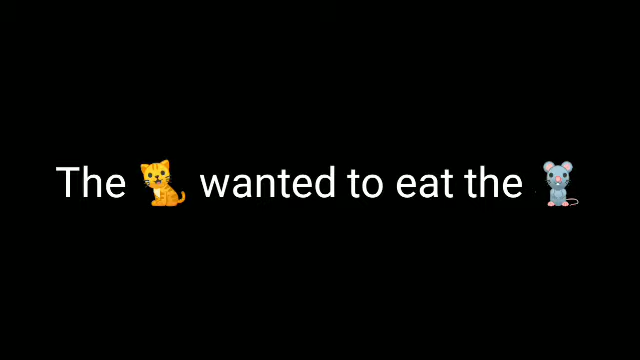 The 🐈 wanted to eat the 🐁